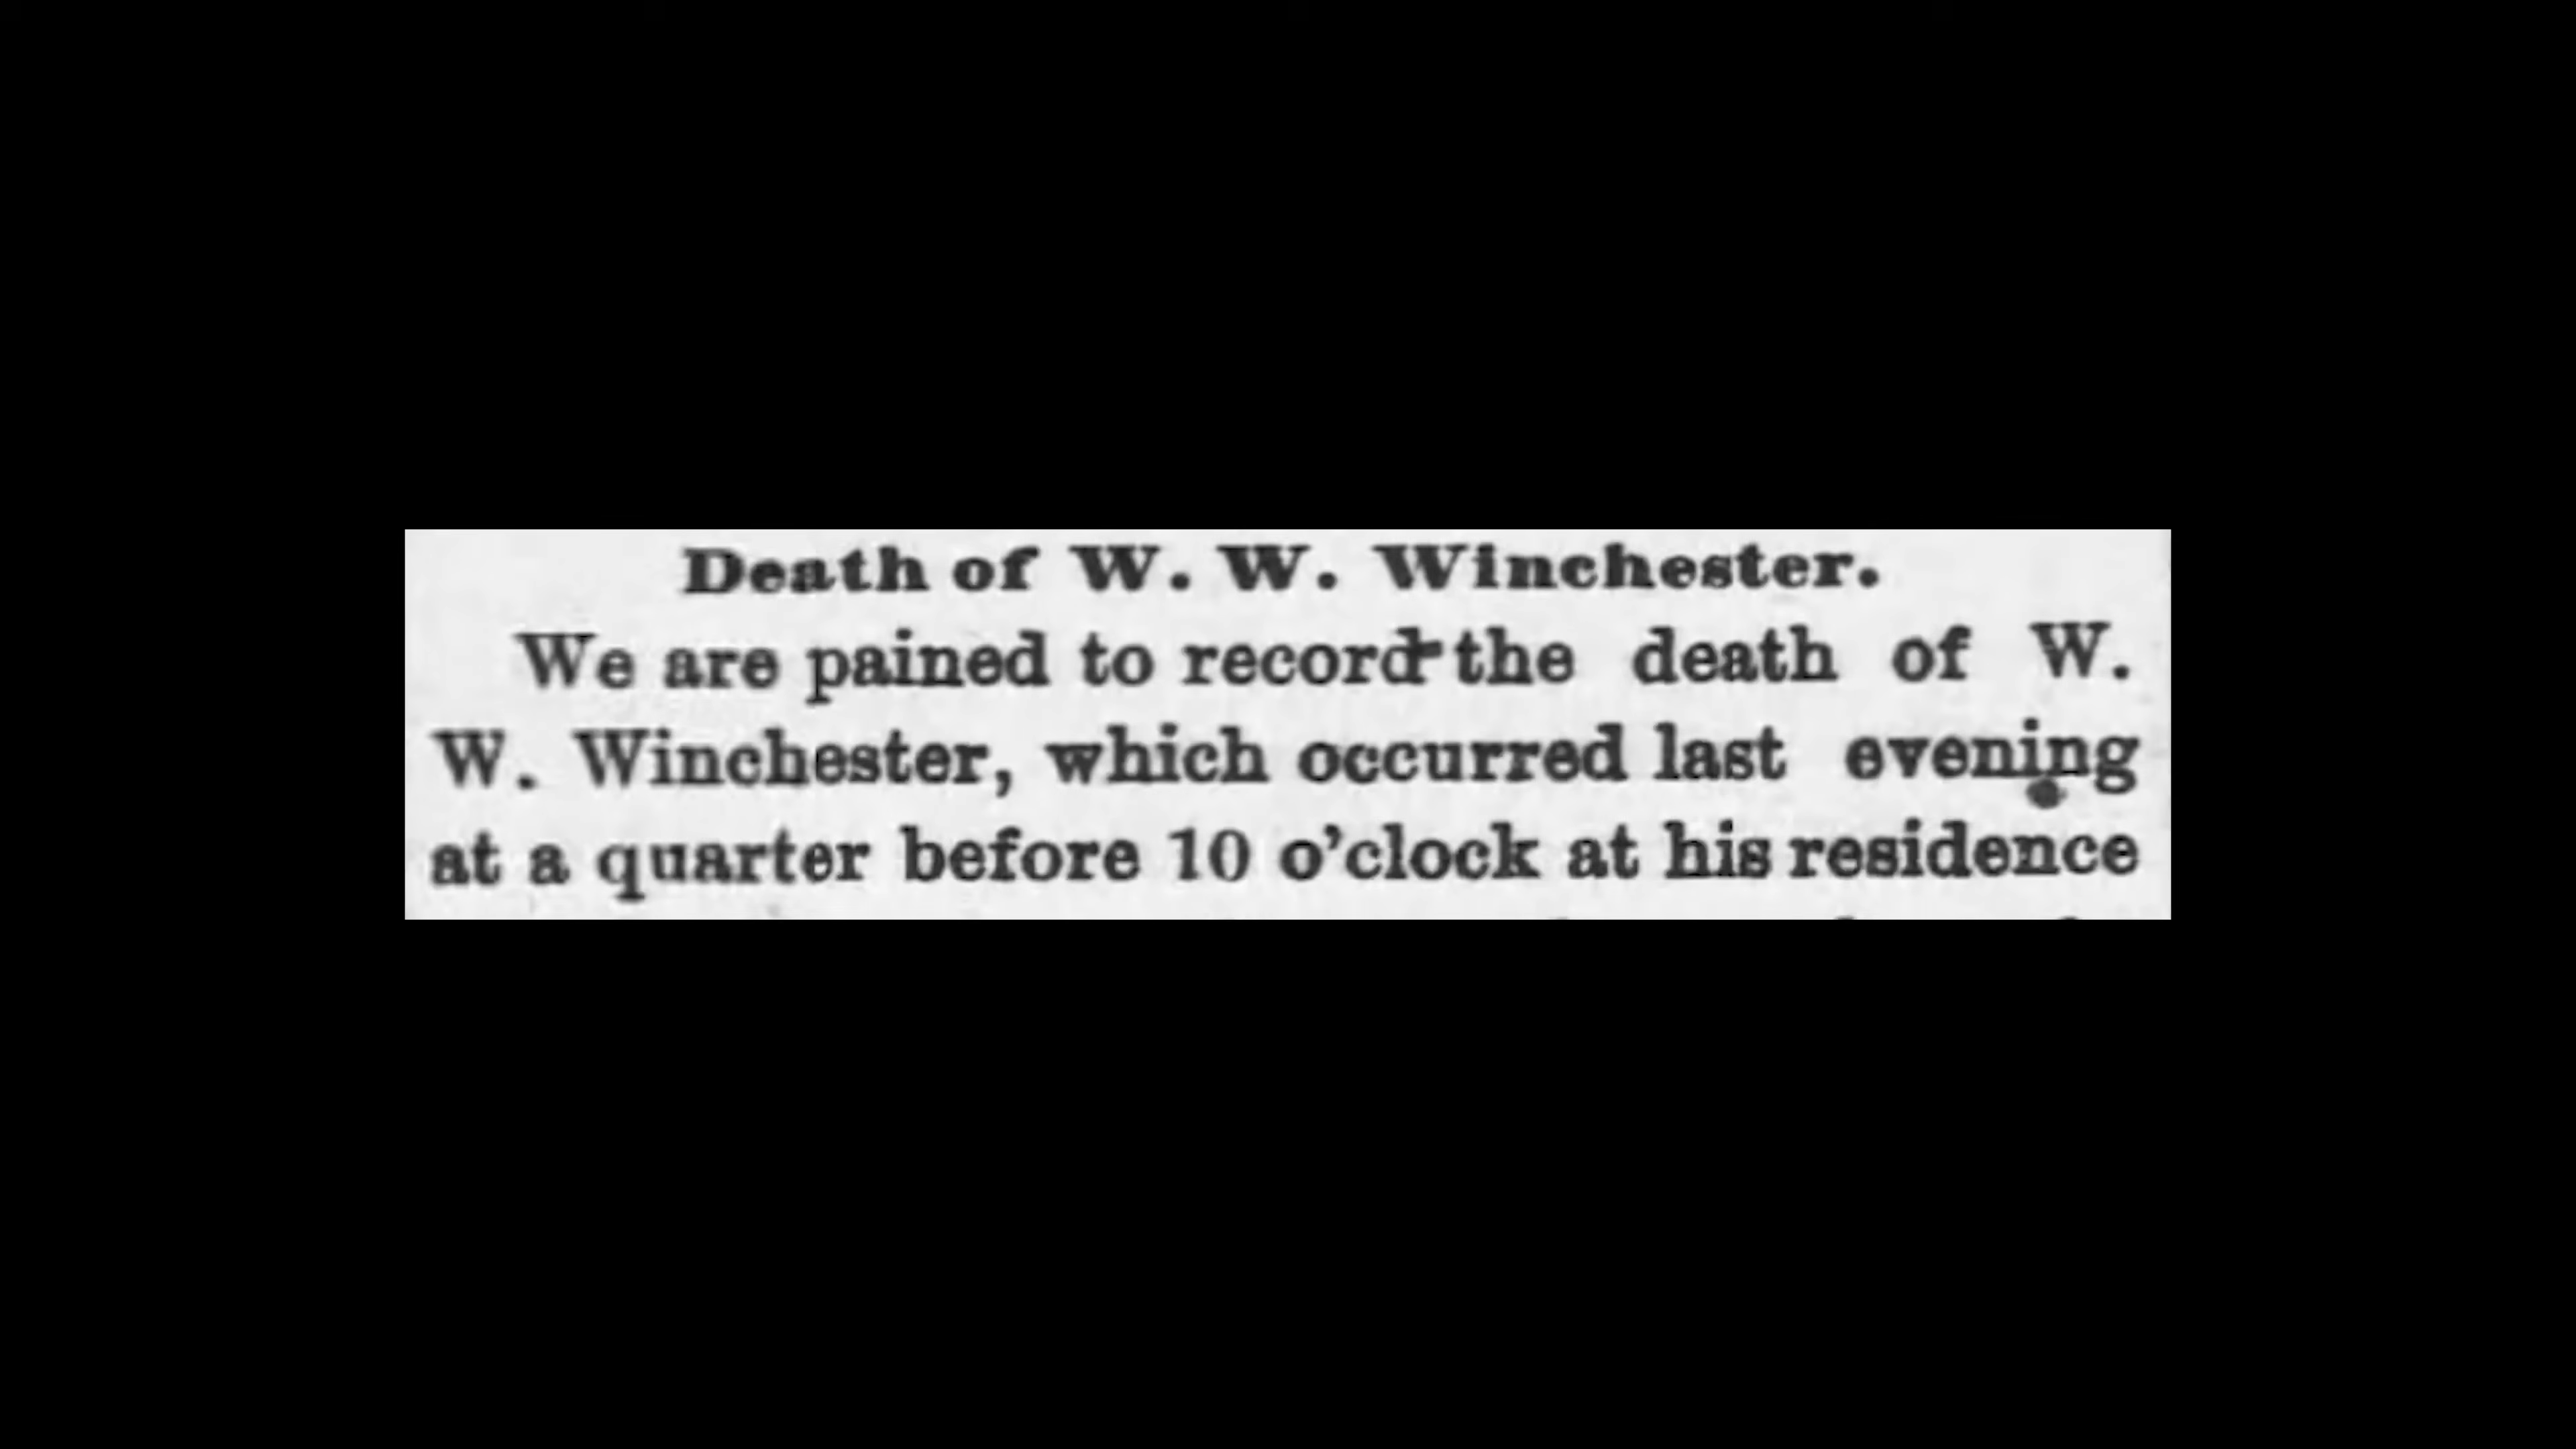 Death of W. W. Winchester.
We are pained to record the death of W.
W. Winchester, which occurred last evening
at a quarter before 10 o'clock at his residence